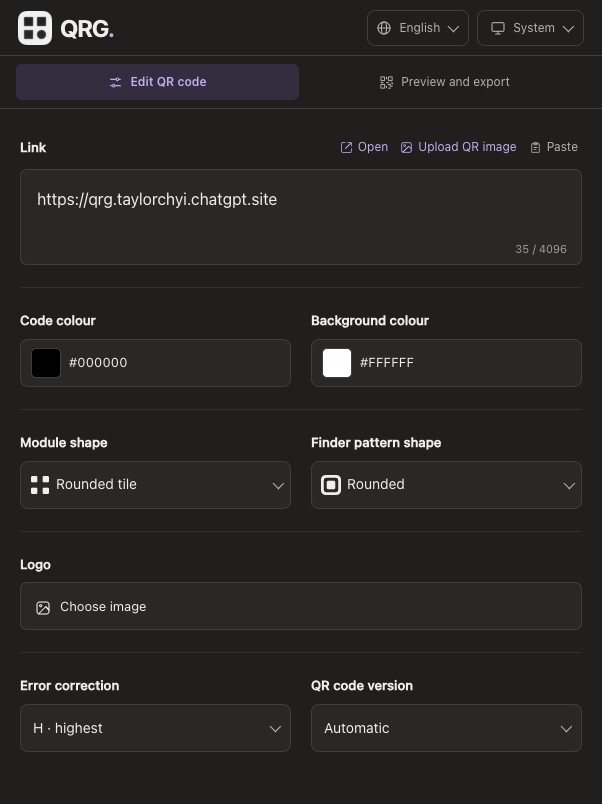 QRG.
English
System
Edit QR code
Preview and export
Link
Open
Upload QR image
Paste
https://qrg.taylorchyi.chatgpt.site
35 / 4096
Code colour
Background colour
#000000
#FFFFFF
Module shape
Finder pattern shape
Rounded tile
Rounded
Logo
Choose image
Error correction
QR code version
H · highest
Automatic